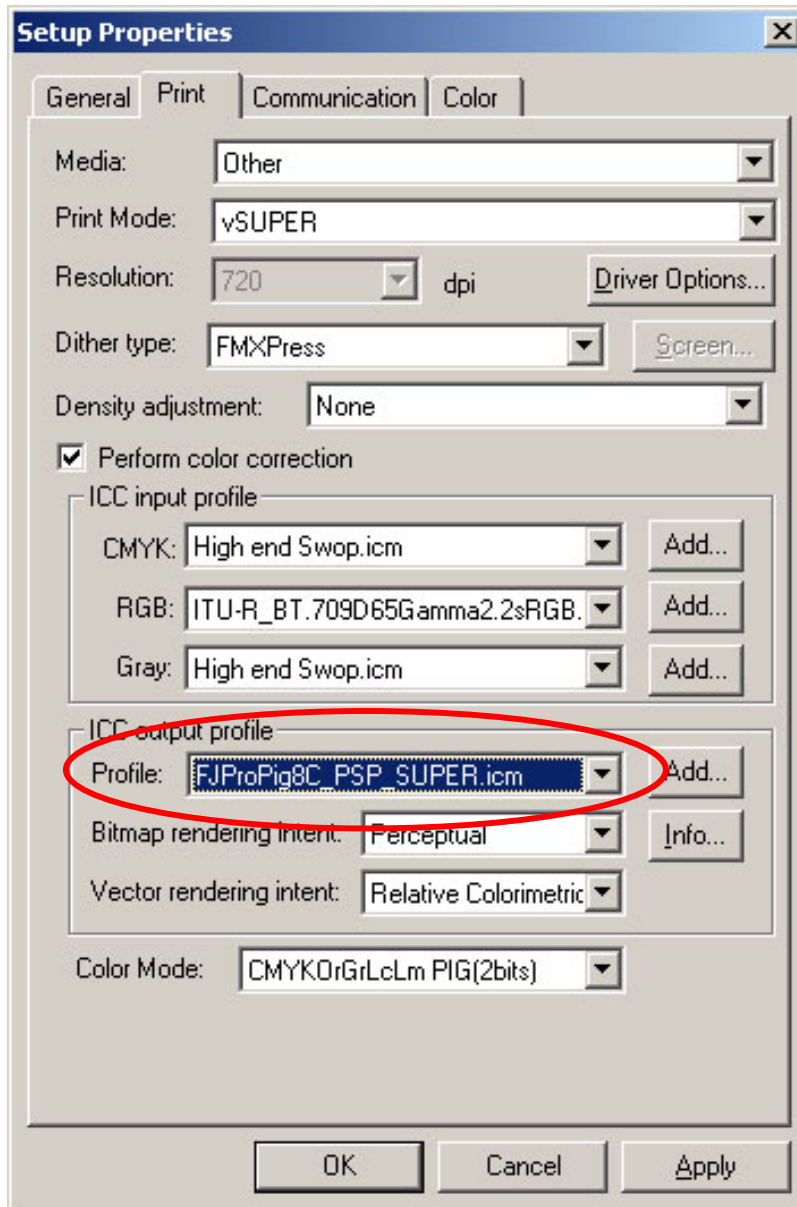 Setup Properties
General Print Communication Color
Media: Other
Print Mode: vSUPER
Resolution: 720 dpi Driver Options...
Dither type: FMXPress Screen...
Density adjustment: None
Perform color correction
ICC input profile
CMYK: High end Swop.icm Add...
RGB: ITU-R_BT.709D65Gamma2.2sRGB. Add...
Gray: High end Swop.icm Add...
ICC output profile
Profile: FJProPig8C_PSP_SUPER.icm Add...
Bitmap rendering intent: Perceptual Info...
Vector rendering intent: Relative Colorimetric
Color Mode: CMYKOrGrLcLm PIG(2bits)
OK Cancel Apply